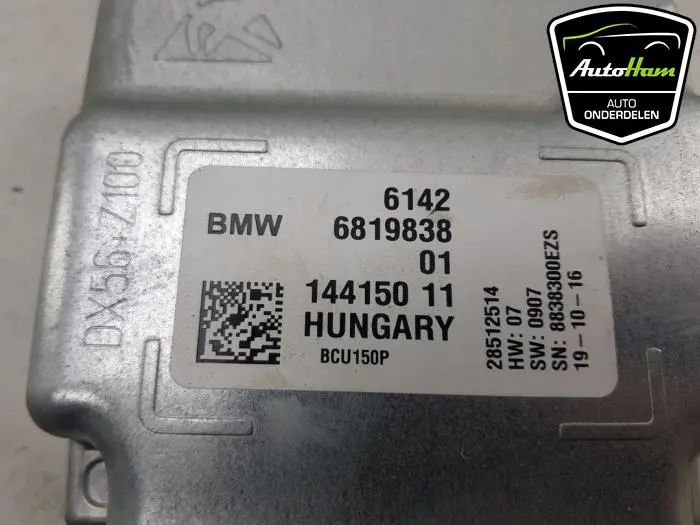 AutoHam
AUTO
ONDERDELEN
DX56+Z100
BMW
6142
6819838
01
144150 11
HUNGARY
BCU150P
28512514
HW: 07
SW: 0907
SN: 8838300EZS
19-10-16